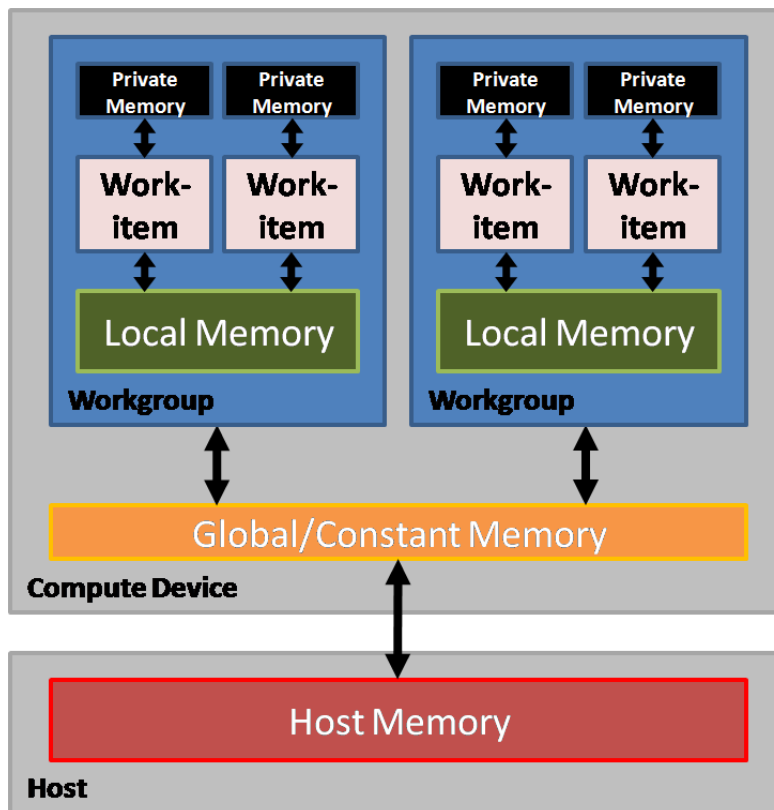 Private
Memory
Private
Memory
Private
Memory
Private
Memory
Work-
item
Work-
item
Work-
item
Work-
item
Local Memory
Local Memory
Workgroup
Workgroup
Global/Constant Memory
Compute Device
Host Memory
Host